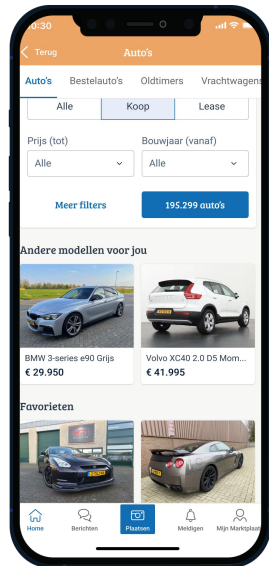 10:30
Terug
Auto's
Auto's Bestelauto's Oldtimers Vrachtwagens
Alle Koop Lease
Prijs (tot) Bouwjaar (vanaf)
Alle Alle
Meer filters 195.299 auto's
Andere modellen voor jou
BMW 3-series e90 Grijs Volvo XC40 2.0 D5 Mom...
€ 29.950 € 41.995
Favorieten
Home Berichten Plaatsen Meldigen Mijn Marktplaats